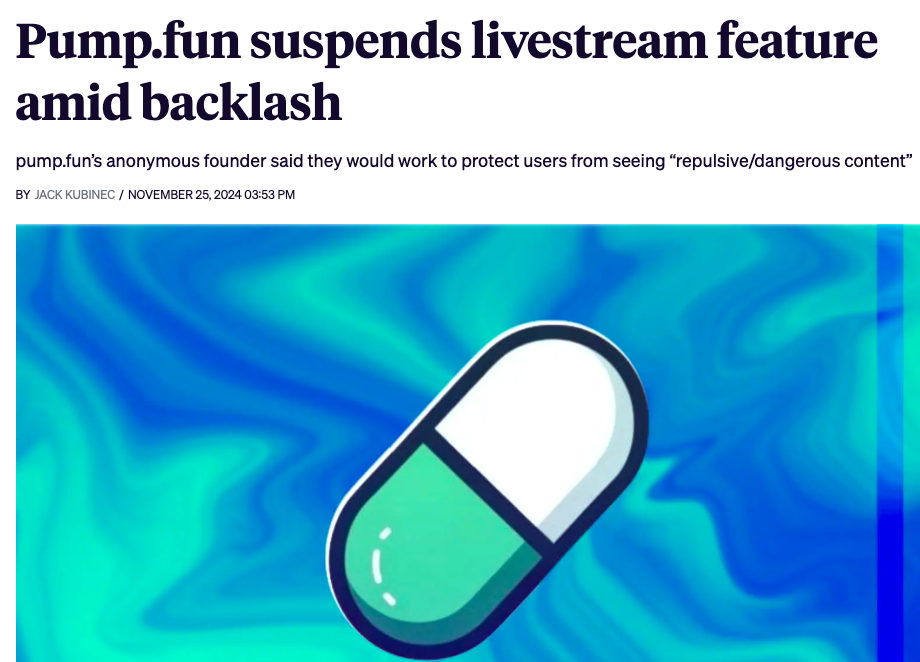 Pump.fun suspends livestream feature
amid backlash
pump.fun’s anonymous founder said they would work to protect users from seeing “repulsive/dangerous content”
BY JACK KUBINEC / NOVEMBER 25, 2024 03:53 PM